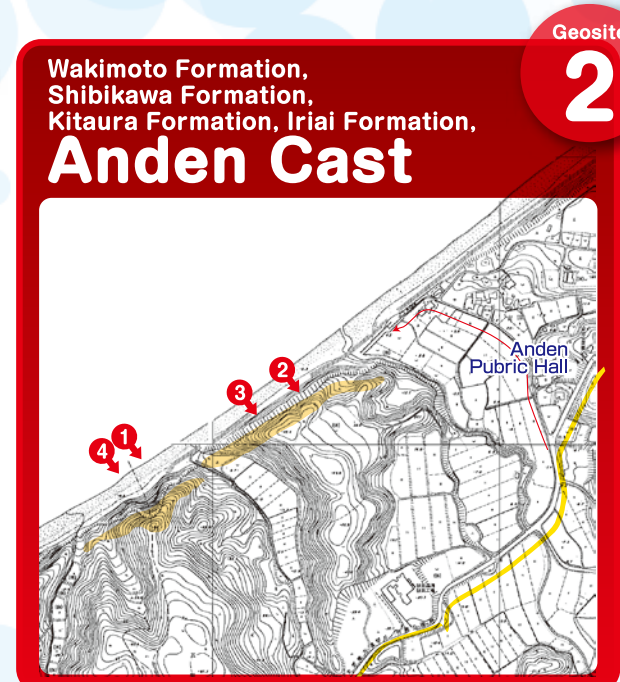 Geosite
2
Wakimoto Formation,
Shibikawa Formation,
Kitaura Formation, Iriai Formation,
Anden Cast
Anden
Pubric Hall
2
3
1
4